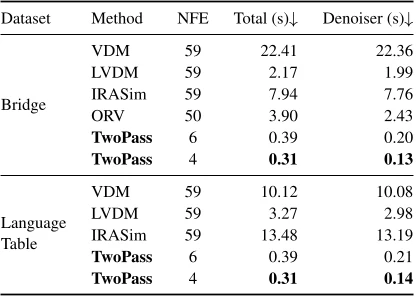 Dataset Method NFE Total (s)↓ Denoiser (s)↓
VDM 59 22.41 22.36
LVDM 59 2.17 1.99
IRASim 59 7.94 7.76
Bridge
ORV 50 3.90 2.43
TwoPass 6 0.39 0.20
TwoPass 4 0.31 0.13
VDM 59 10.12 10.08
LVDM 59 3.27 2.98
Language
IRASim 59 13.48 13.19
Table
TwoPass 6 0.39 0.21
TwoPass 4 0.31 0.14